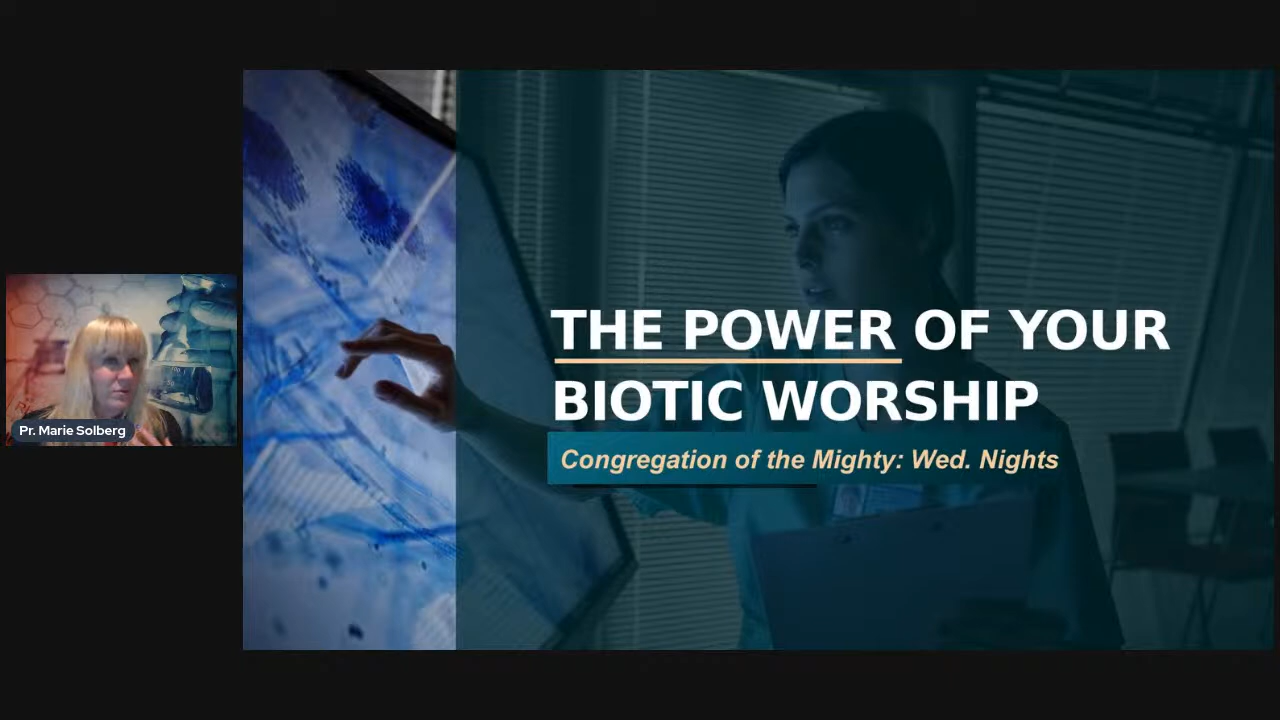 Pr. Marie Solberg
THE POWER OF YOUR
BIOTIC WORSHIP
Congregation of the Mighty: Wed. Nights